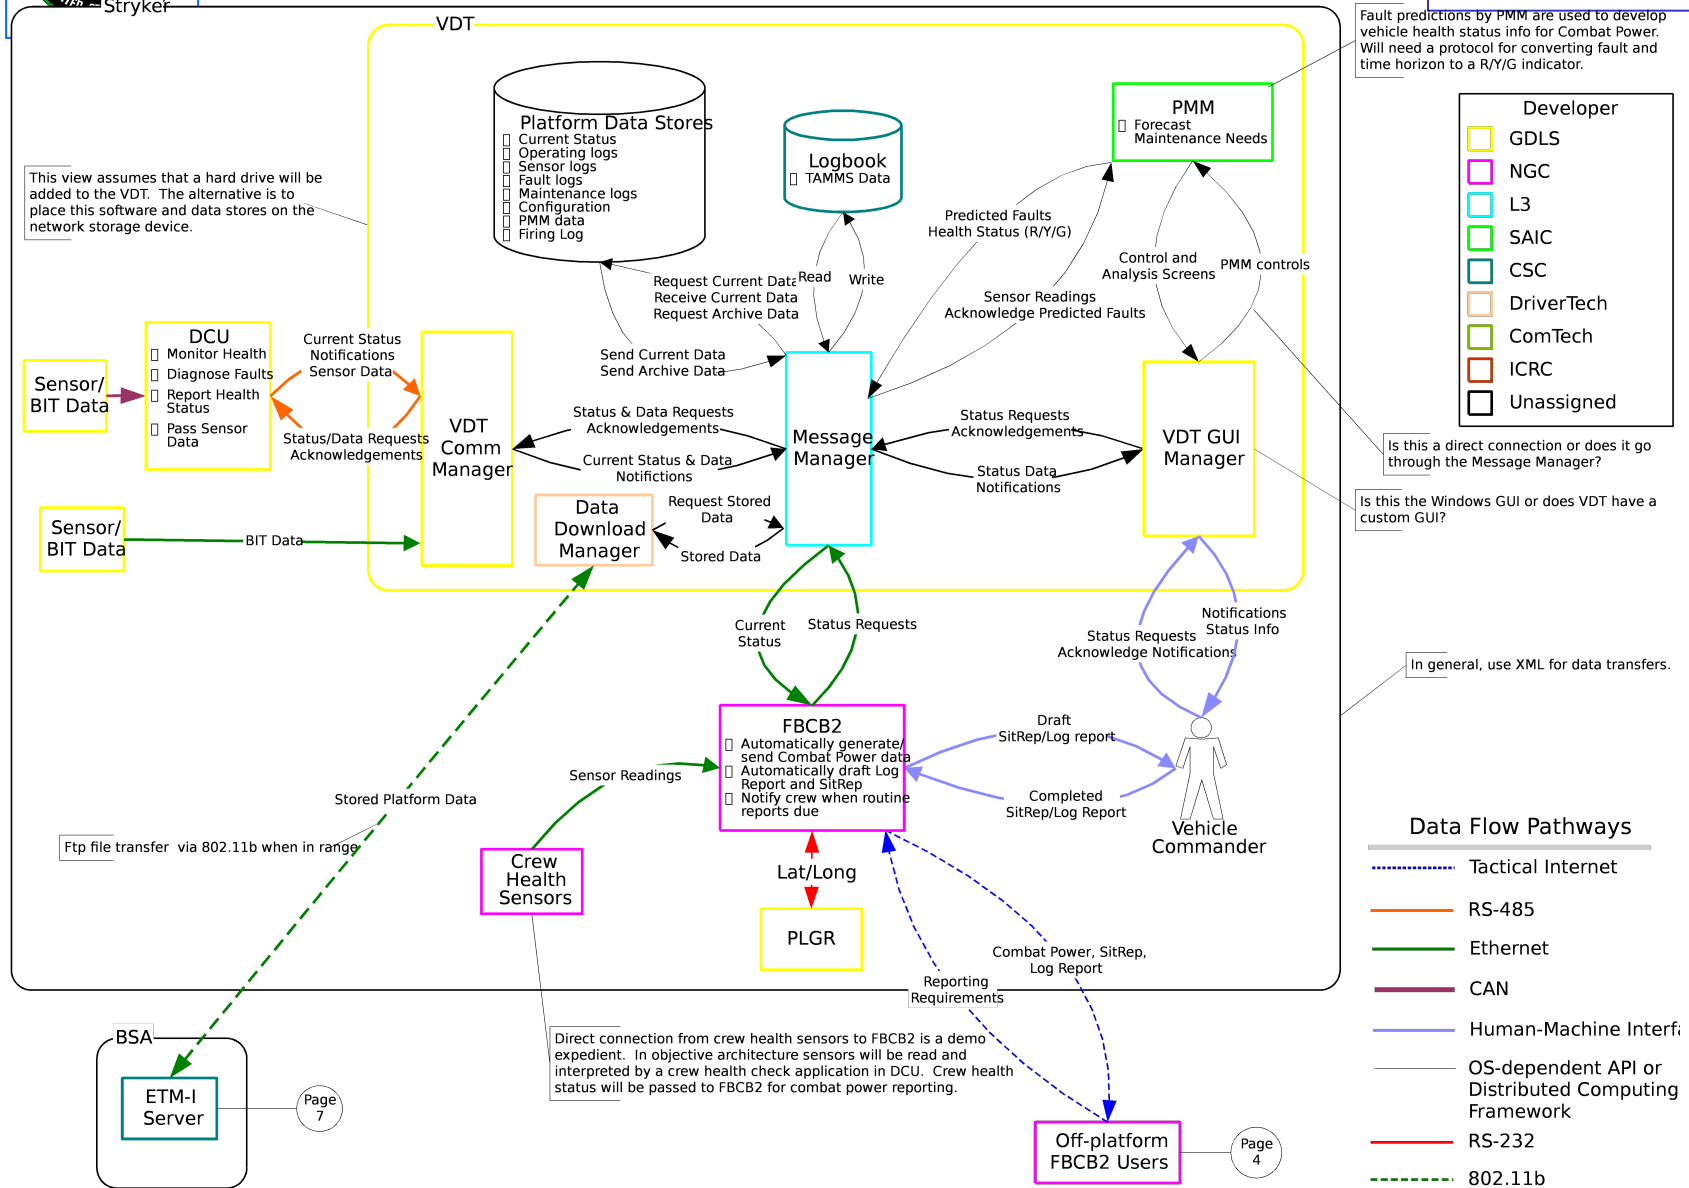 Stryker
VDT
Fault predictions by PMM are used to develop
vehicle health status info for Combat Power.
Will need a protocol for converting fault and
time horizon to a R/Y/G indicator.
Platform Data Stores
Current Status
Operating logs
Sensor logs
Fault logs
Maintenance logs
Configuration
PMM data
Firing Log
Logbook
TAMMS Data
PMM
Forecast
Maintenance Needs
Developer
GDLS
NGC
L3
SAIC
CSC
DriverTech
ComTech
ICRC
Unassigned
This view assumes that a hard drive will be
added to the VDT. The alternative is to
place this software and data stores on the
network storage device.
Predicted Faults
Health Status (R/Y/G)
Control and
Analysis Screens
PMM controls
Request Current Data
Receive Current Data
Request Archive Data
Read
Write
Sensor Readings
Acknowledge Predicted Faults
Send Current Data
Send Archive Data
DCU
Monitor Health
Diagnose Faults
Report Health
Status
Pass Sensor
Data
Current Status
Notifications
Sensor Data
Sensor/
BIT Data
Status/Data Requests
Acknowledgements
VDT
Comm
Manager
Status & Data Requests
Acknowledgements
Current Status & Data
Notifictions
Message
Manager
Status Requests
Acknowledgements
Status Data
Notifications
VDT GUI
Manager
Is this a direct connection or does it go
through the Message Manager?
Is this the Windows GUI or does VDT have a
custom GUI?
Sensor/
BIT Data
BIT Data
Data
Download
Manager
Request Stored
Data
Stored Data
Current
Status
Status Requests
Notifications
Status Info
Status Requests
Acknowledge Notifications
In general, use XML for data transfers.
FBCB2
Automatically generate/
send Combat Power data
Automatically draft Log
Report and SitRep
Notify crew when routine
reports due
Draft
SitRep/Log report
Completed
SitRep/Log Report
Vehicle
Commander
Sensor Readings
Stored Platform Data
Ftp file transfer via 802.11b when in range
Crew
Health
Sensors
Lat/Long
PLGR
Combat Power, SitRep,
Log Report
Reporting
Requirements
Data Flow Pathways
Tactical Internet
RS-485
Ethernet
CAN
Human-Machine Interfa
OS-dependent API or
Distributed Computing
Framework
RS-232
802.11b
BSA
ETM-I
Server
Page
7
Direct connection from crew health sensors to FBCB2 is a demo
expedient. In objective architecture sensors will be read and
interpreted by a crew health check application in DCU. Crew health
status will be passed to FBCB2 for combat power reporting.
Off-platform
FBCB2 Users
Page
4